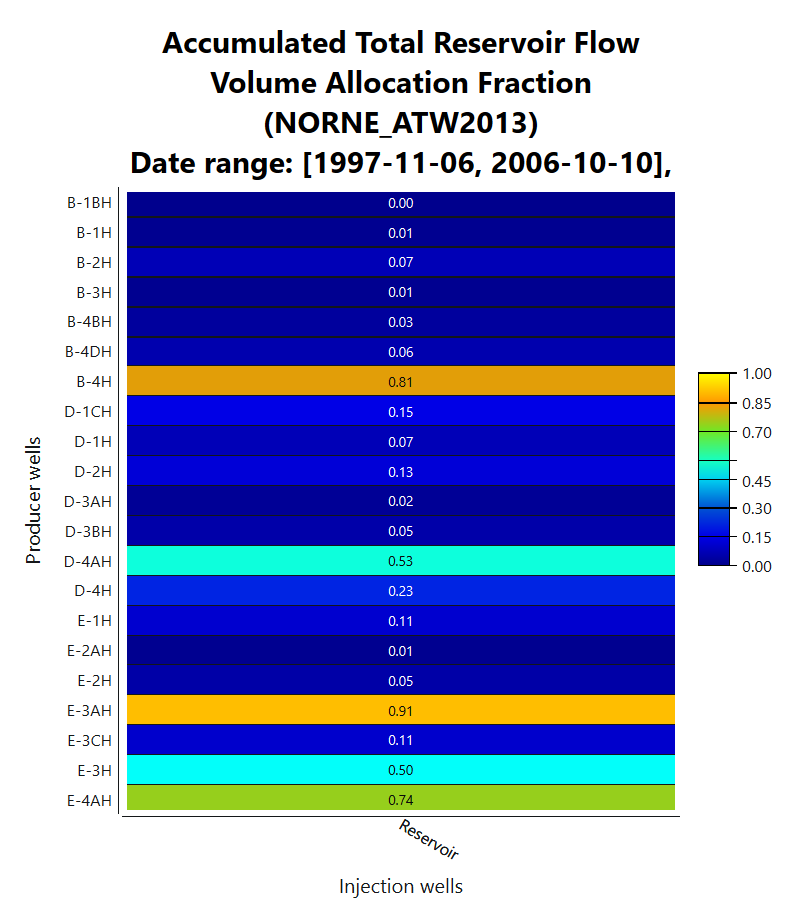 Accumulated Total Reservoir Flow
Volume Allocation Fraction
(NORNE_ATW2013)
Date range: [1997-11-06, 2006-10-10],
B-1BH 0.00
B-1H 0.01
B-2H 0.07
B-3H 0.01
B-4BH 0.03
B-4DH 0.06
B-4H 0.81
D-1CH 0.15
D-1H 0.07
D-2H 0.13
D-3AH 0.02
D-3BH 0.05
D-4AH 0.53
D-4H 0.23
E-1H 0.11
E-2AH 0.01
E-2H 0.05
E-3AH 0.91
E-3CH 0.11
E-3H 0.50
E-4AH 0.74
Producer wells
Reservoir
Injection wells
1.00
0.85
0.70
0.45
0.30
0.15
0.00